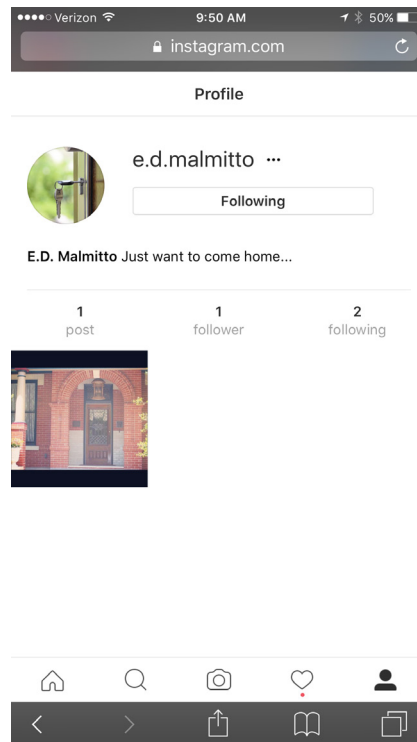 ●●●●○ Verizon 9:50 AM 50%
instagram.com
Profile
e.d.malmitto •••
Following
E.D. Malmitto Just want to come home...
1 1 2
post follower following